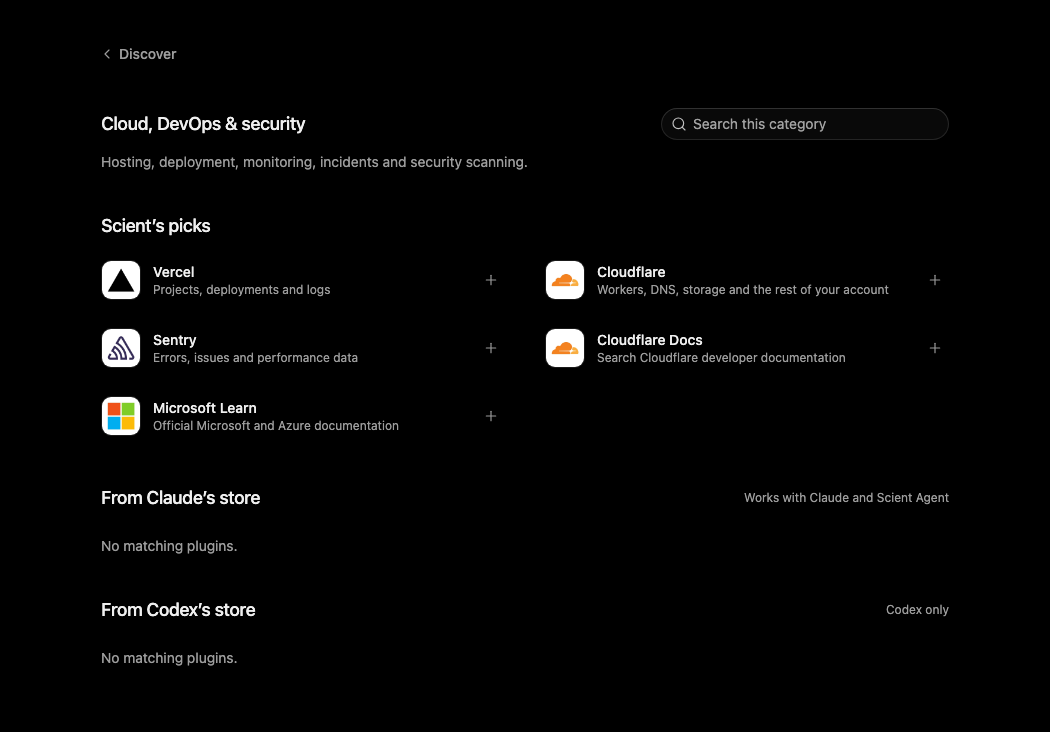 Discover
Cloud, DevOps & security
Search this category
Hosting, deployment, monitoring, incidents and security scanning.
Scient’s picks
Vercel
Projects, deployments and logs
Cloudflare
Workers, DNS, storage and the rest of your account
Sentry
Errors, issues and performance data
Cloudflare Docs
Search Cloudflare developer documentation
Microsoft Learn
Official Microsoft and Azure documentation
From Claude’s store
Works with Claude and Scient Agent
No matching plugins.
From Codex’s store
Codex only
No matching plugins.